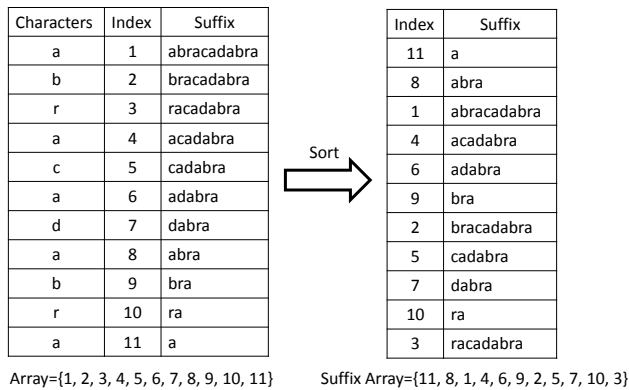 Characters Index Suffix
a 1 abracadabra
b 2 bracadabra
r 3 racadabra
a 4 acadabra
c 5 cadabra
a 6 adabra
d 7 dabra
a 8 abra
b 9 bra
r 10 ra
a 11 a
Array={1, 2, 3, 4, 5, 6, 7, 8, 9, 10, 11}
Sort
Index Suffix
11 a
8 abra
1 abracadabra
4 acadabra
6 adabra
9 bra
2 bracadabra
5 cadabra
7 dabra
10 ra
3 racadabra
Suffix Array={11, 8, 1, 4, 6, 9, 2, 5, 7, 10, 3}